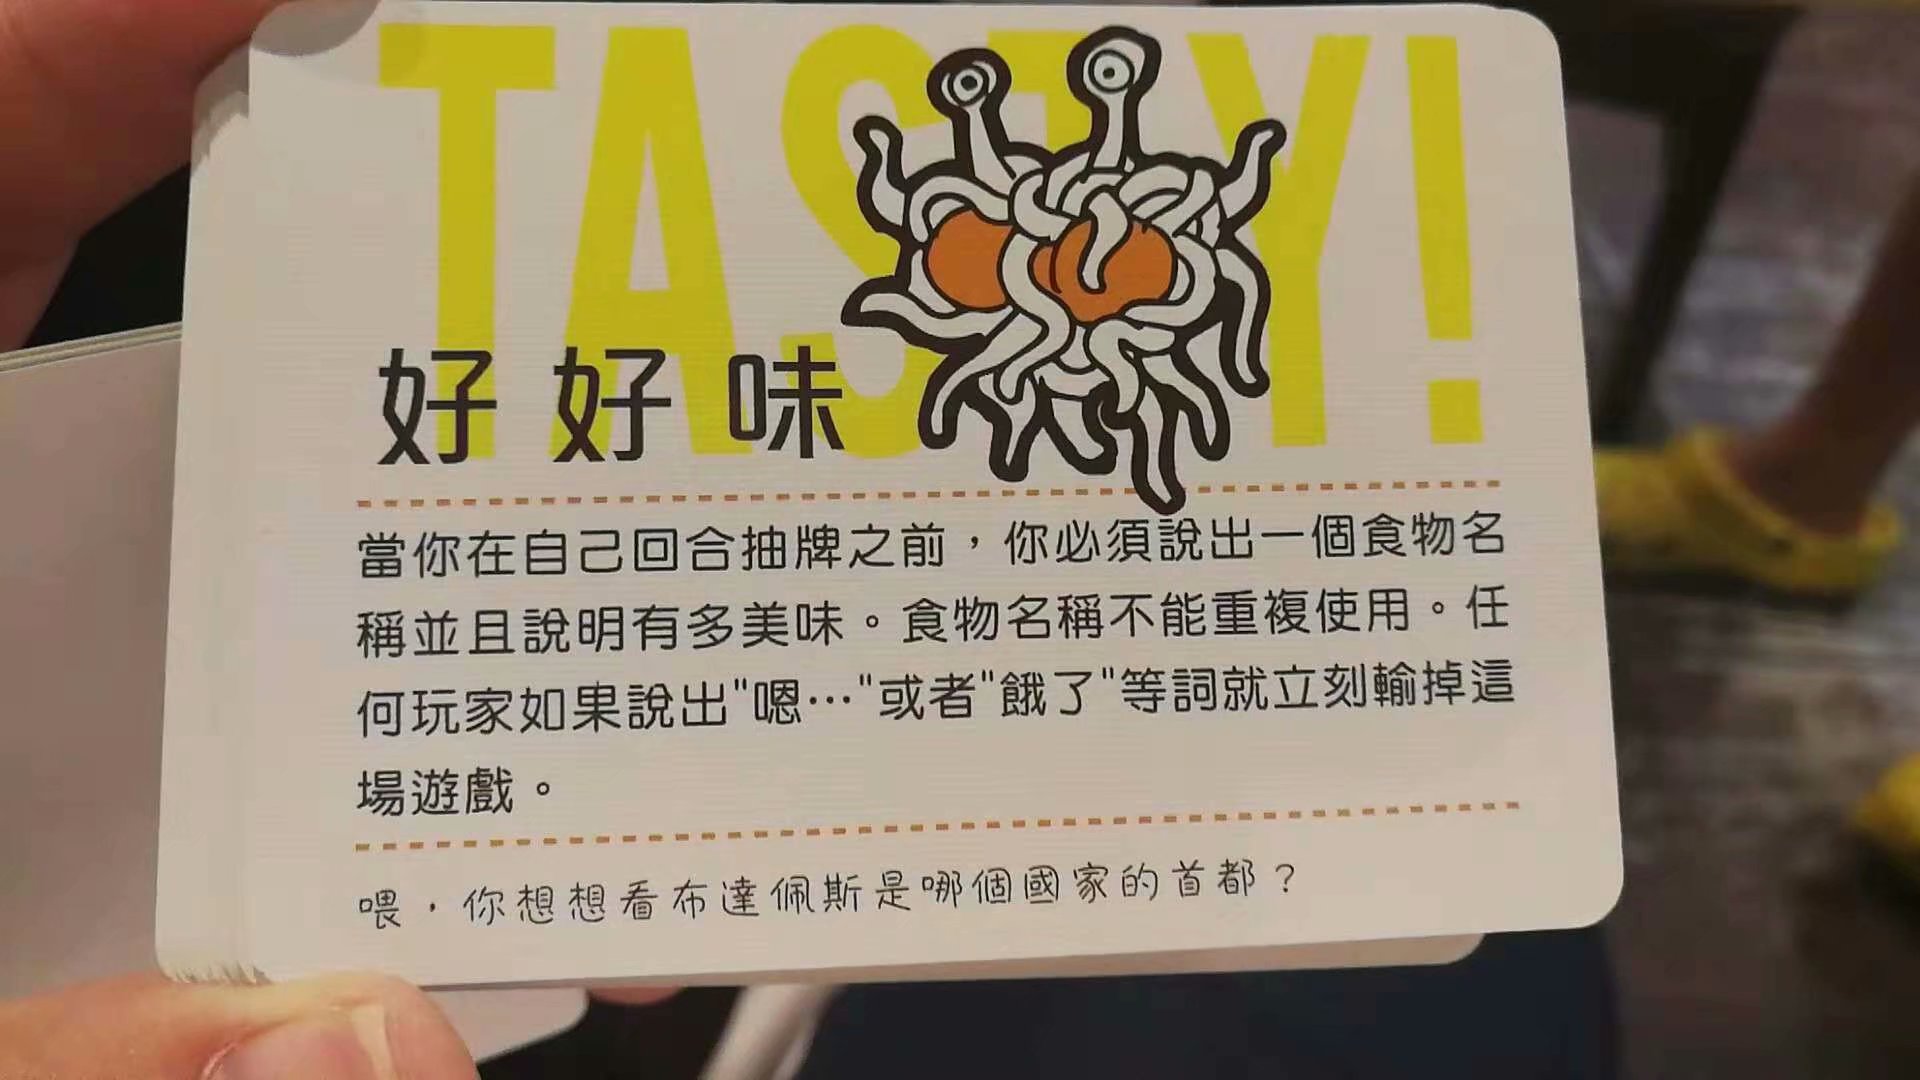 TASTY!
好好味
當你在自己回合抽牌之前，你必須說出一個食物名
稱並且說明有多美味。食物名稱不能重複使用。任
何玩家如果說出"嗯…"或者"餓了"等詞就立刻輸掉這
場遊戲。
喂，你想想看布達佩斯是哪個國家的首都？